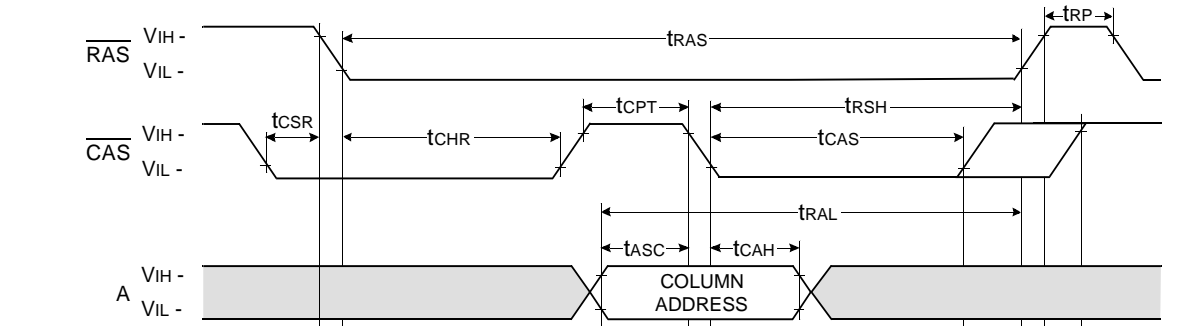 tRP
VIH -
RAS
tRAS
VIL -
tCPT
tRSH
tCSR
VIH -
CAS
tCHR
tCAS
VIL -
tRAL
tASC
tCAH
VIH -
A
COLUMN
ADDRESS
VIL -